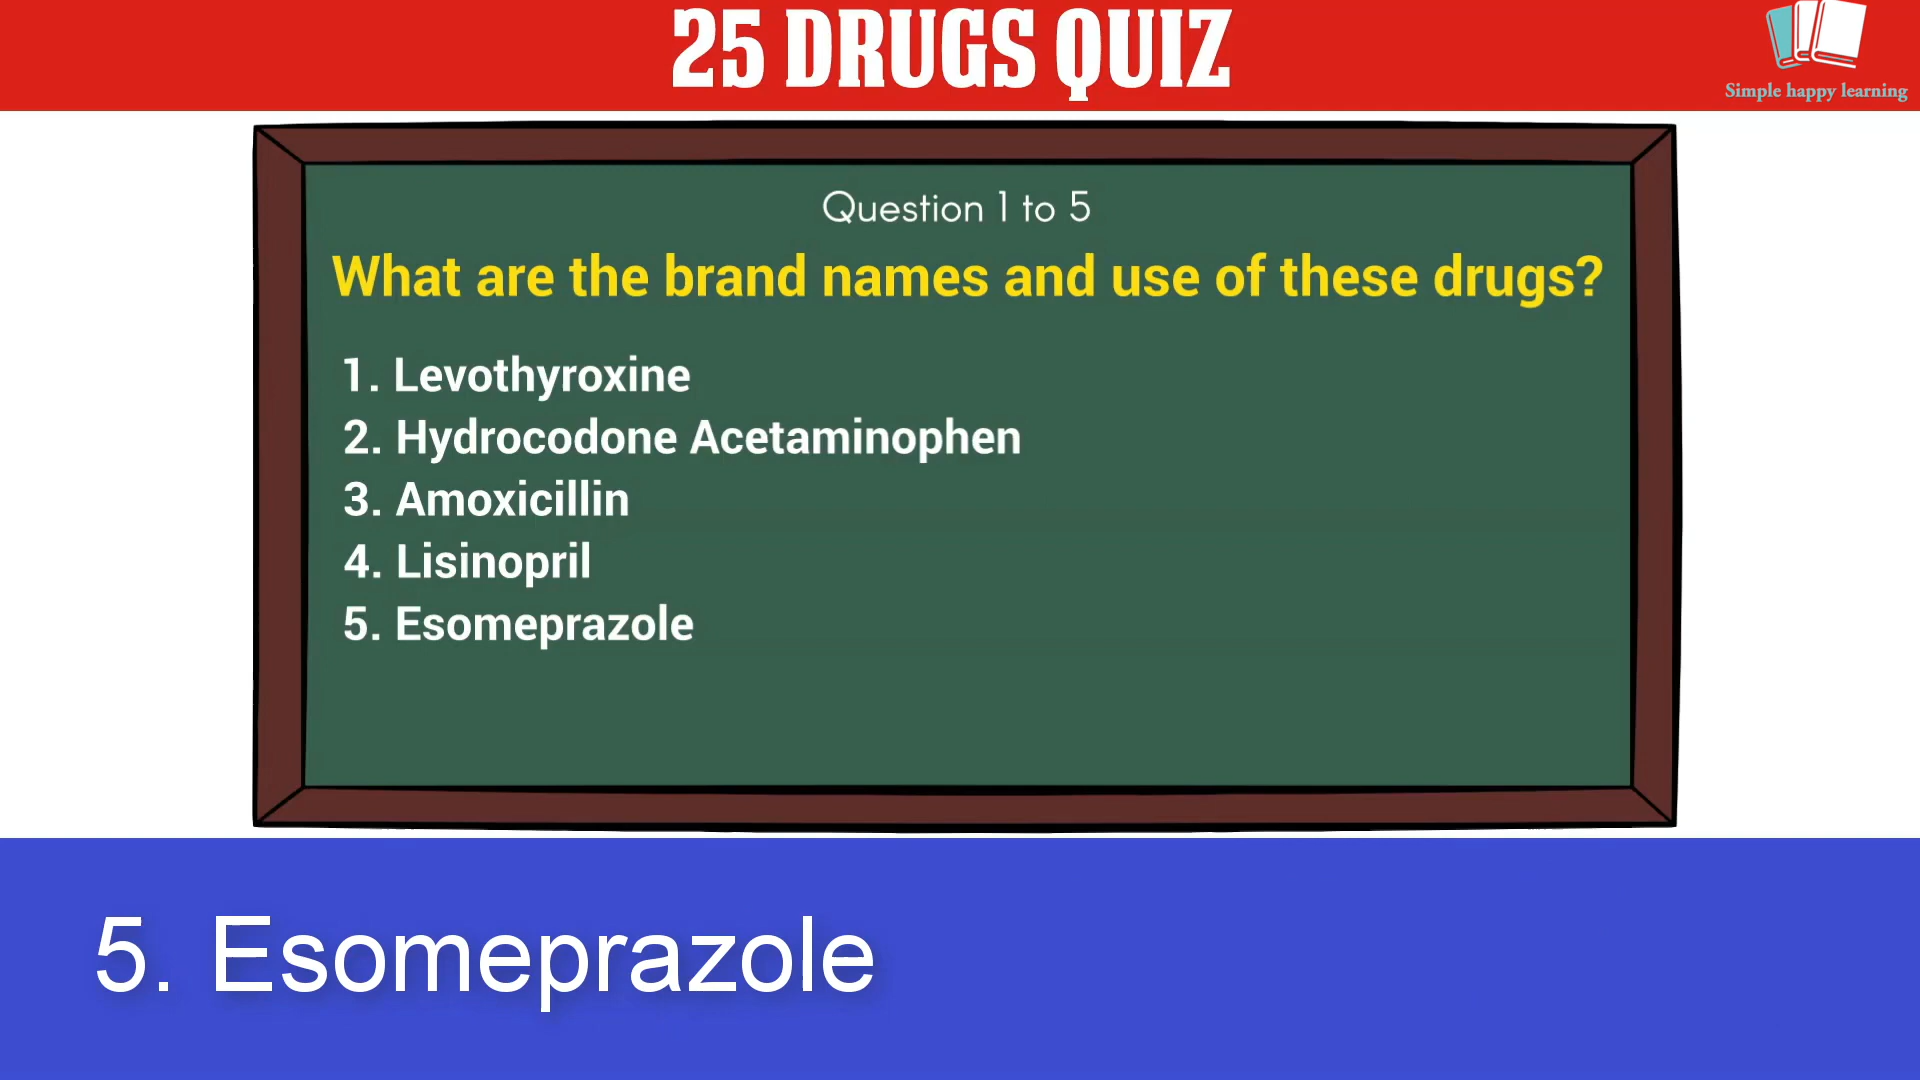 25 DRUGS QUIZ
Simple happy learning
Question 1 to 5
What are the brand names and use of these drugs?
1. Levothyroxine
2. Hydrocodone Acetaminophen
3. Amoxicillin
4. Lisinopril
5. Esomeprazole
5. Esomeprazole